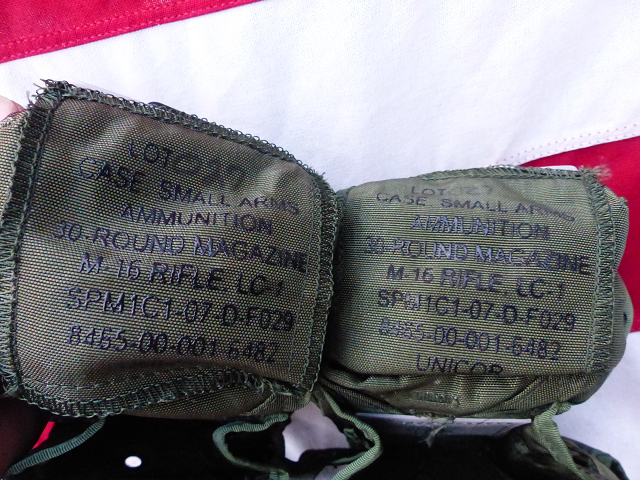 LOT
CASE, SMALL ARMS
AMMUNITION
30-ROUND MAGAZINE
M-16 RIFLE, LC-1
SPM1C1-07-D-F029
8465-00-001-6482
LOT
CASE, SMALL ARMS
AMMUNITION
30-ROUND MAGAZINE
M-16 RIFLE, LC-1
SPM1C1-07-D-F029
8465-00-001-6482
UNICOR